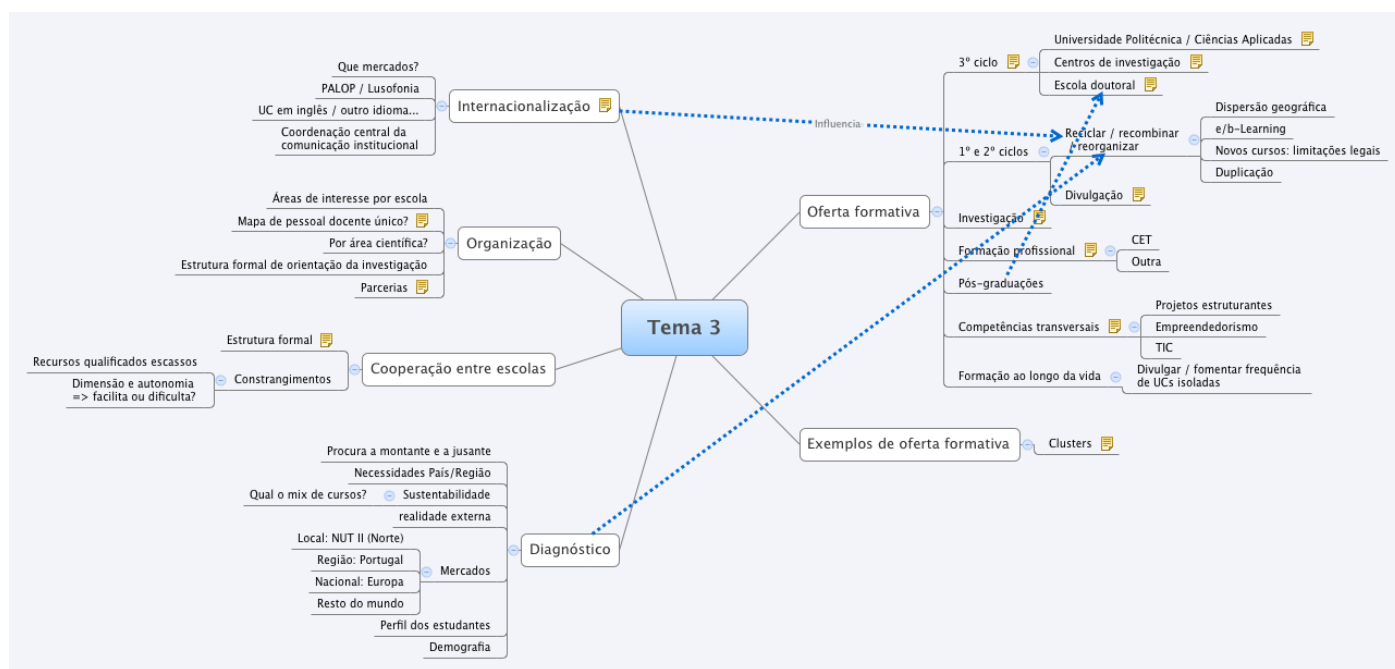 Tema 3
Internacionalização
Que mercados?
PALOP / Lusofonia
UC em inglês / outro idioma...
Coordenação central da
comunicação institucional
Influencia
Organização
Áreas de interesse por escola
Mapa de pessoal docente único?
Por área científica?
Estrutura formal de orientação da investigação
Parcerias
Cooperação entre escolas
Estrutura formal
Constrangimentos
Recursos qualificados escassos
Dimensão e autonomia
=> facilita ou dificulta?
Diagnóstico
Procura a montante e a jusante
Necessidades País/Região
Sustentabilidade
Qual o mix de cursos?
realidade externa
Mercados
Local: NUT II (Norte)
Região: Portugal
Nacional: Europa
Resto do mundo
Perfil dos estudantes
Demografia
Oferta formativa
3º ciclo
Universidade Politécnica / Ciências Aplicadas
Centros de investigação
Escola doutoral
1º e 2º ciclos
Reciclar / recombinar
/ reorganizar
Dispersão geográfica
e/b-Learning
Novos cursos: limitações legais
Duplicação
Divulgação
Investigação
Formação profissional
CET
Outra
Pós-graduações
Competências transversais
Projetos estruturantes
Empreendedorismo
TIC
Formação ao longo da vida
Divulgar / fomentar frequência
de UCs isoladas
Exemplos de oferta formativa
Clusters